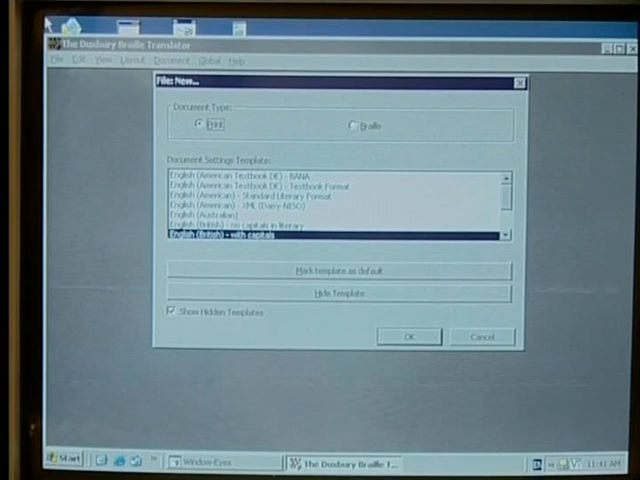 The Duxbury Braille Translator
File Edit View Layout Document Global Help
File: New...
Document Type:
Print
Braille
Document Settings Template:
English (American Textbook DE) - BANA
English (American Textbook DE) - Textbook Format
English (American) - Standard Literary Format
English (American) - XML (Daisy-NISO)
English (Australian)
English (British) - no capitals in literary
English (British) - with capitals
Mark template as default
Hide Template
Show Hidden Templates
OK
Cancel
Start
Window-Eyes
The Duxbury Braille T...
11:41 AM